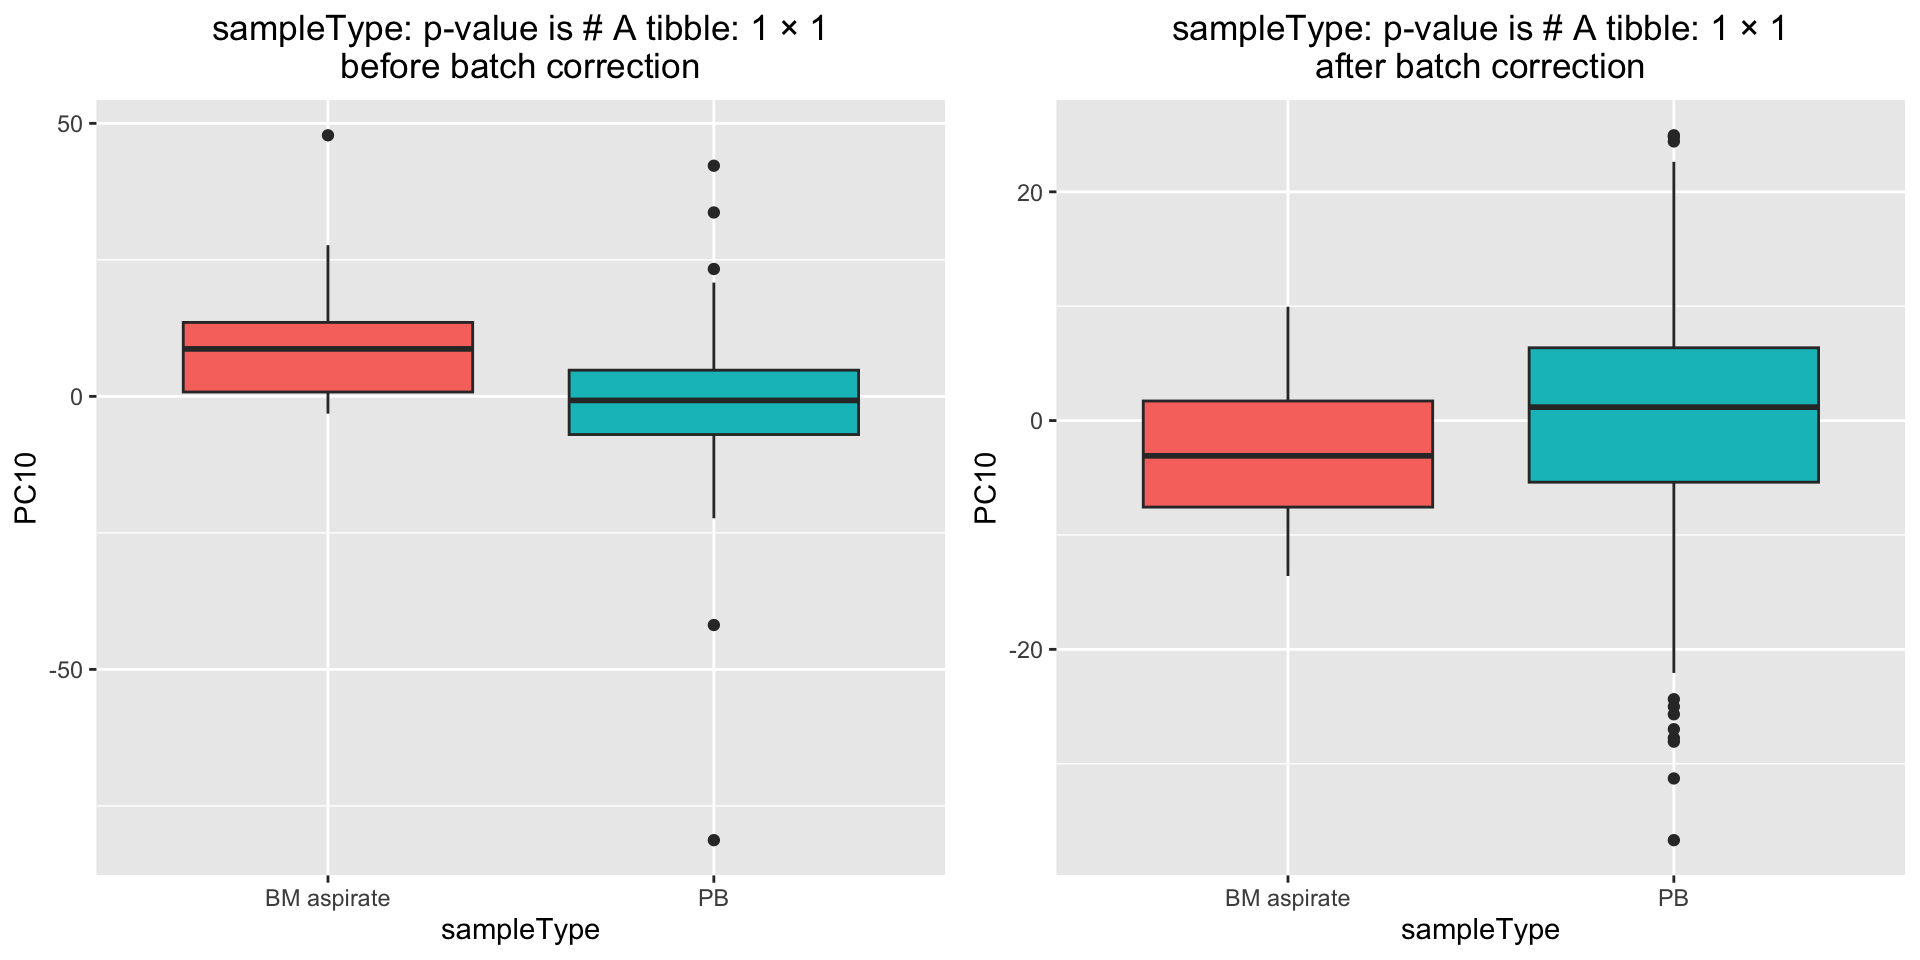 sampleType: p-value is # A tibble: 1 × 1
before batch correction
50
0
-50
PC10
BM aspirate
PB
sampleType
sampleType: p-value is # A tibble: 1 × 1
after batch correction
20
0
-20
PC10
BM aspirate
PB
sampleType